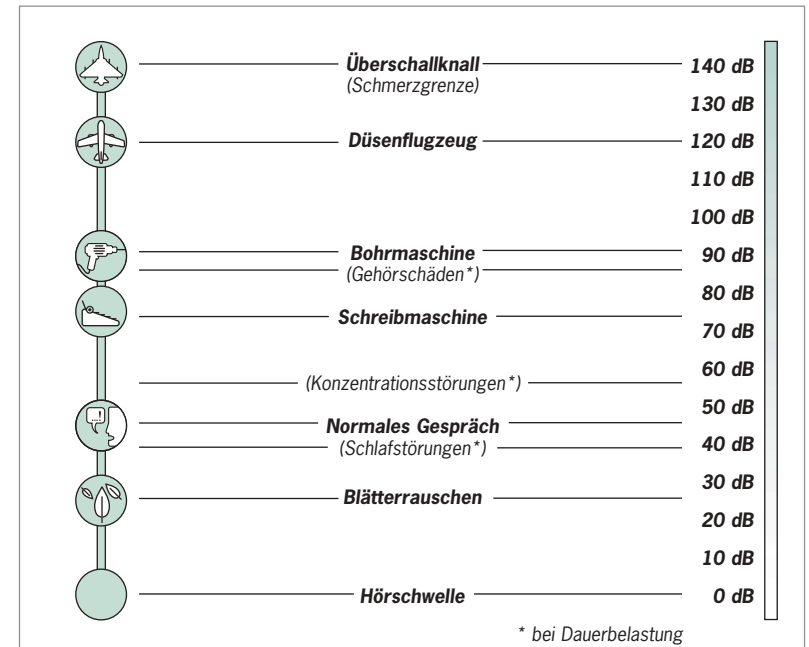 Überschallknall 140 dB
(Schmerzgrenze)
130 dB
Düsenflugzeug 120 dB
110 dB
100 dB
Bohrmaschine 90 dB
(Gehörschäden*)
80 dB
Schreibmaschine
70 dB
60 dB
(Konzentrationsstörungen*)
50 dB
...!
Normales Gespräch
(Schlafstörungen*) 40 dB
30 dB
Blätterrauschen
20 dB
10 dB
Hörschwelle 0 dB
* bei Dauerbelastung